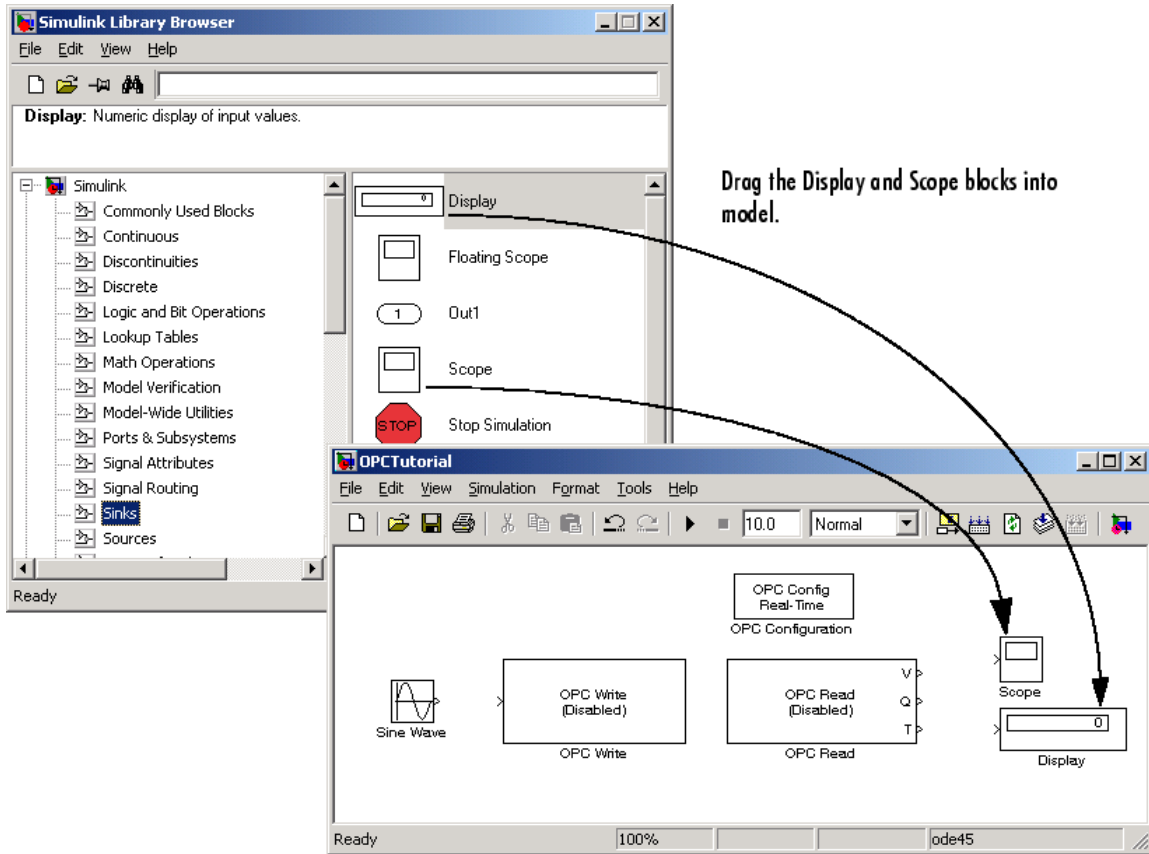 Simulink Library Browser
File Edit View Help
Display: Numeric display of input values.
Simulink
Commonly Used Blocks
Continuous
Discontinuities
Discrete
Logic and Bit Operations
Lookup Tables
Math Operations
Model Verification
Model-Wide Utilities
Ports & Subsystems
Signal Attributes
Signal Routing
Sinks
Sources
Ready
0
Display
Floating Scope
1
Out1
Scope
STOP
Stop Simulation
Drag the Display and Scope blocks into
model.
OPCTutorial
File Edit View Simulation Format Tools Help
10.0 Normal
OPC Config
Real-Time
OPC Configuration
Sine Wave
OPC Write
(Disabled)
OPC Write
OPC Read
(Disabled)
V
Q
T
OPC Read
Scope
0
Display
Ready 100% ode45